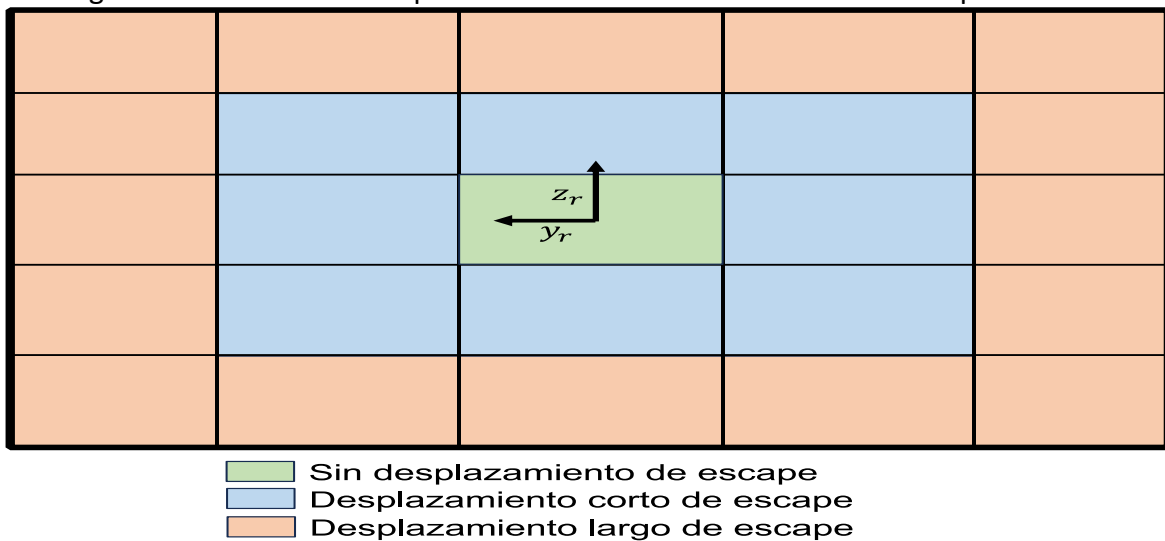 z_r
y_r
Sin desplazamiento de escape
Desplazamiento corto de escape
Desplazamiento largo de escape